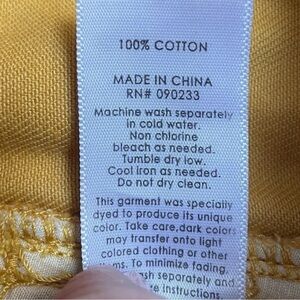 100% COTTON
MADE IN CHINA
RN# 090233
Machine wash separately
in cold water.
Non chlorine
bleach as needed.
Tumble dry low.
Cool iron as needed.
Do not dry clean.
This garment was specially
dyed to produce its unique
color. Take care,dark colors
may transfer onto light
colored clothing or other
To minimize fading,
separately and
instructions